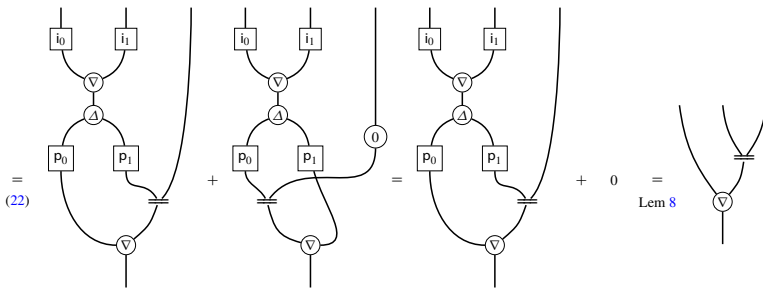 i₀ i₁ i₀ i₁ i₀ i₁
∇ ∇ ∇
Δ Δ Δ
0
p₀ p₁ p₀ p₁ p₀ p₁
= + = + 0 =
(22) Lem 8
∇
∇ ∇ ∇